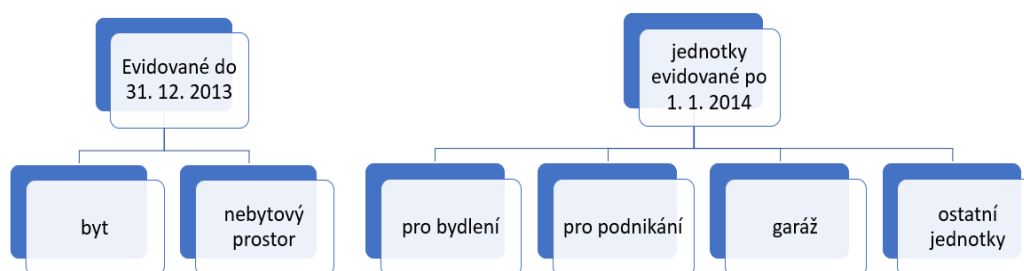 Evidované do
31. 12. 2013
jednotky
evidované po
1. 1. 2014
byt
nebytový
prostor
pro bydlení
pro podnikání
garáž
ostatní
jednotky